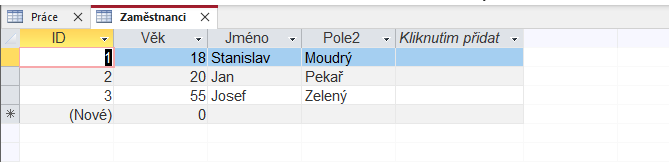 Práce Zaměstnanci
ID Věk Jméno Pole2 Kliknutím přidat
1 18 Stanislav Moudrý
2 20 Jan Pekař
3 55 Josef Zelený
(Nové) 0